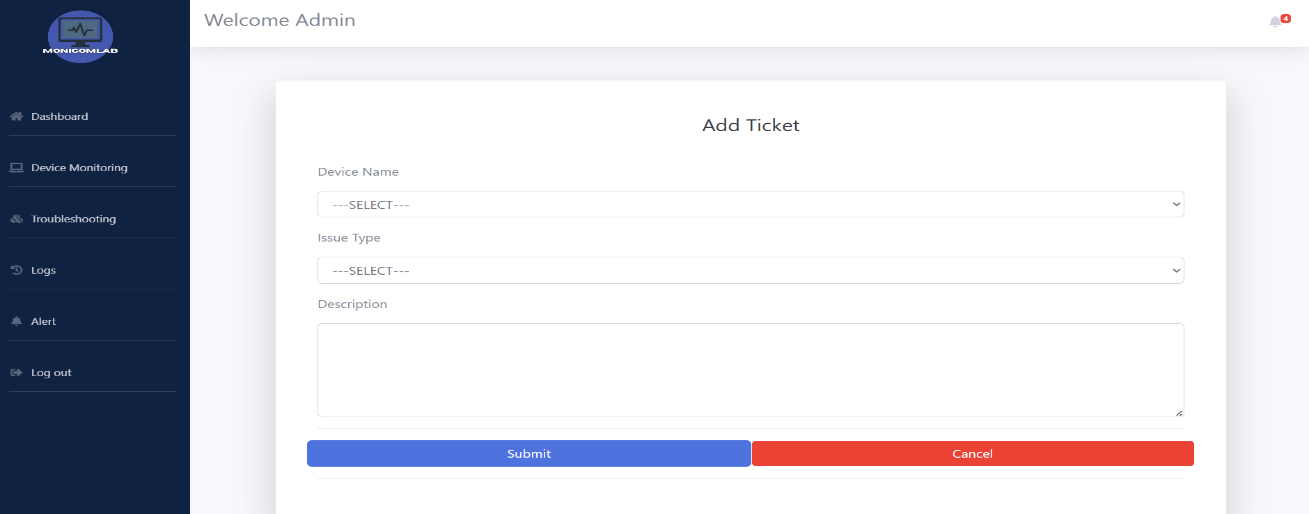 MONICOMLAB
Welcome Admin
4
Dashboard
Device Monitoring
Troubleshooting
Logs
Alert
Log out
Add Ticket
Device Name
---SELECT---
Issue Type
---SELECT---
Description
Submit
Cancel